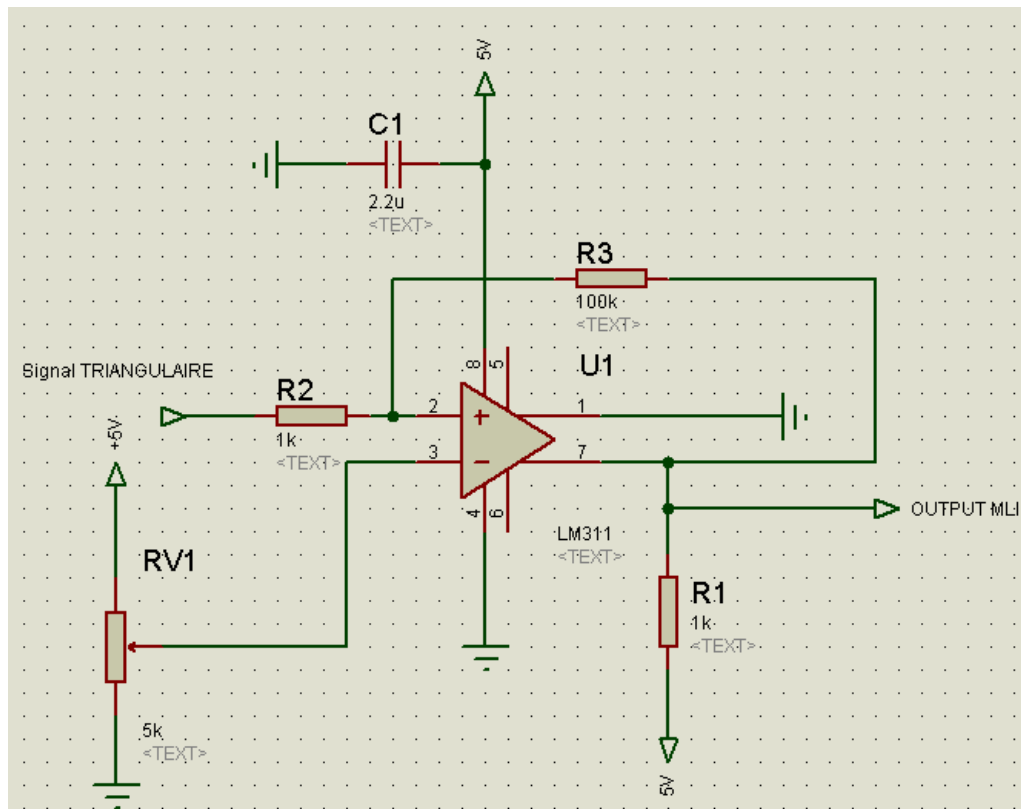 5V
C1
2.2u
<TEXT>
R3
100k
<TEXT>
Signal TRIANGULAIRE
R2
1k
<TEXT>
8
5
U1
2
+
1
3
-
7
4
6
LM311
<TEXT>
OUTPUT MLI
+5V
RV1
5k
<TEXT>
R1
1k
<TEXT>
5V